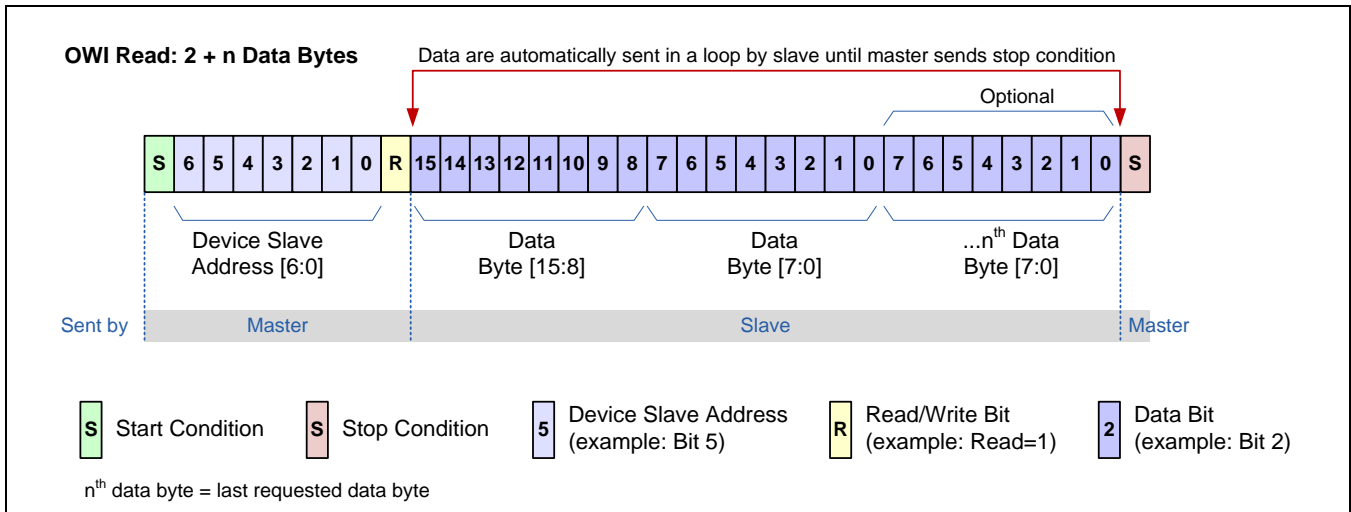 OWI Read: 2 + n Data Bytes
Data are automatically sent in a loop by slave until master sends stop condition
Optional
S 6 5 4 3 2 1 0 R 15 14 13 12 11 10 9 8 7 6 5 4 3 2 1 0 7 6 5 4 3 2 1 0 S
Device Slave
Address [6:0]
Data
Byte [15:8]
Data
Byte [7:0]
...nth Data
Byte [7:0]
Sent by Master Slave Master
S Start Condition
S Stop Condition
5 Device Slave Address
(example: Bit 5)
R Read/Write Bit
(example: Read=1)
2 Data Bit
(example: Bit 2)
nth data byte = last requested data byte